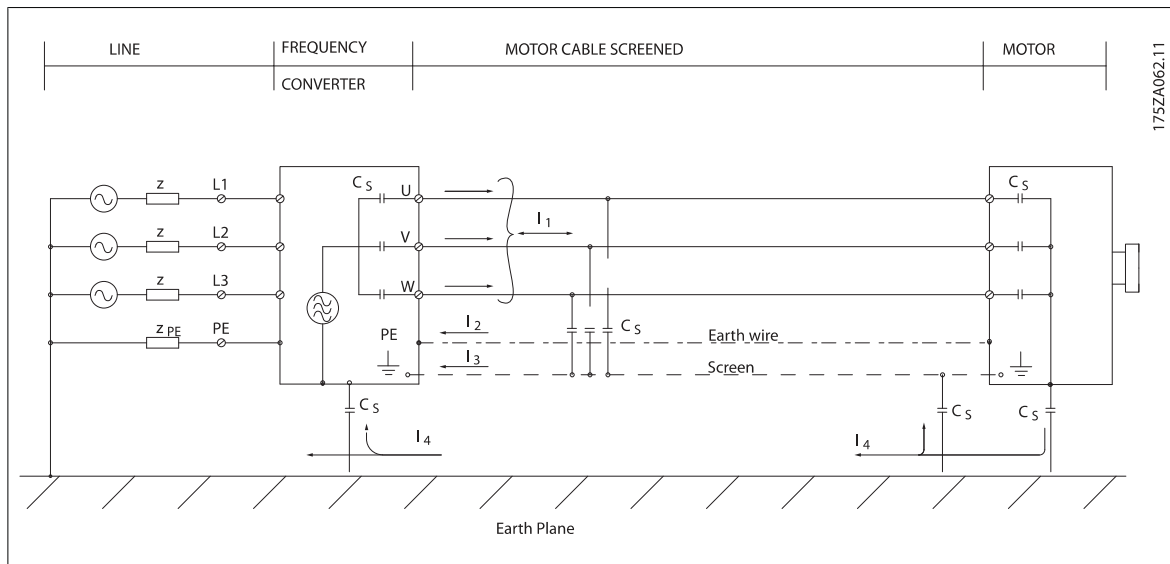 LINE
FREQUENCY
CONVERTER
MOTOR CABLE SCREENED
MOTOR
175ZA062.11
z
L1
z
L2
z
L3
z PE
PE
C S
U
V
W
PE
I 1
I 2
I 3
C S
Earth wire
Screen
C S
C S
I 4
C S
C S
I 4
Earth Plane